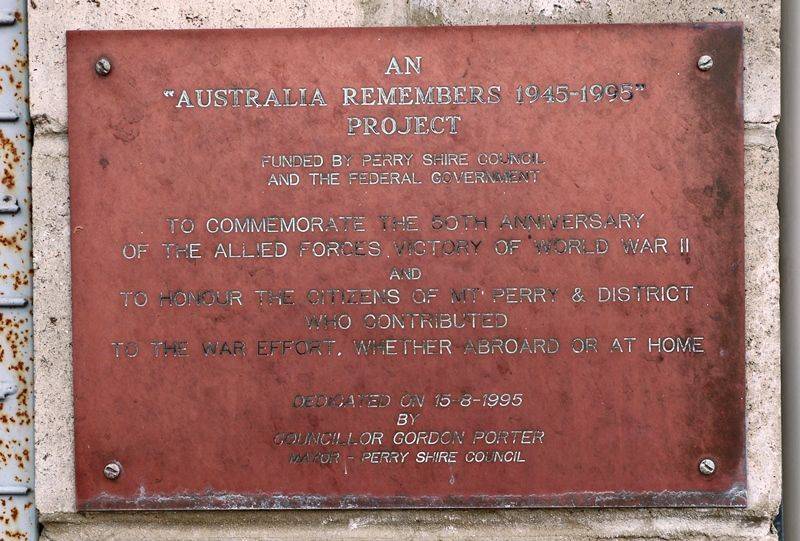 AN
"AUSTRALIA REMEMBERS 1945-1995"
PROJECT
FUNDED BY PERRY SHIRE COUNCIL
AND THE FEDERAL GOVERNMENT
TO COMMEMORATE THE 50TH ANNIVERSARY
OF THE ALLIED FORCES VICTORY OF WORLD WAR II
AND
TO HONOUR THE CITIZENS OF MT PERRY & DISTRICT
WHO CONTRIBUTED
TO THE WAR EFFORT, WHETHER ABROARD OR AT HOME
DEDICATED ON 15-8-1995
BY
COUNCILLOR GORDON PORTER
MAYOR - PERRY SHIRE COUNCIL